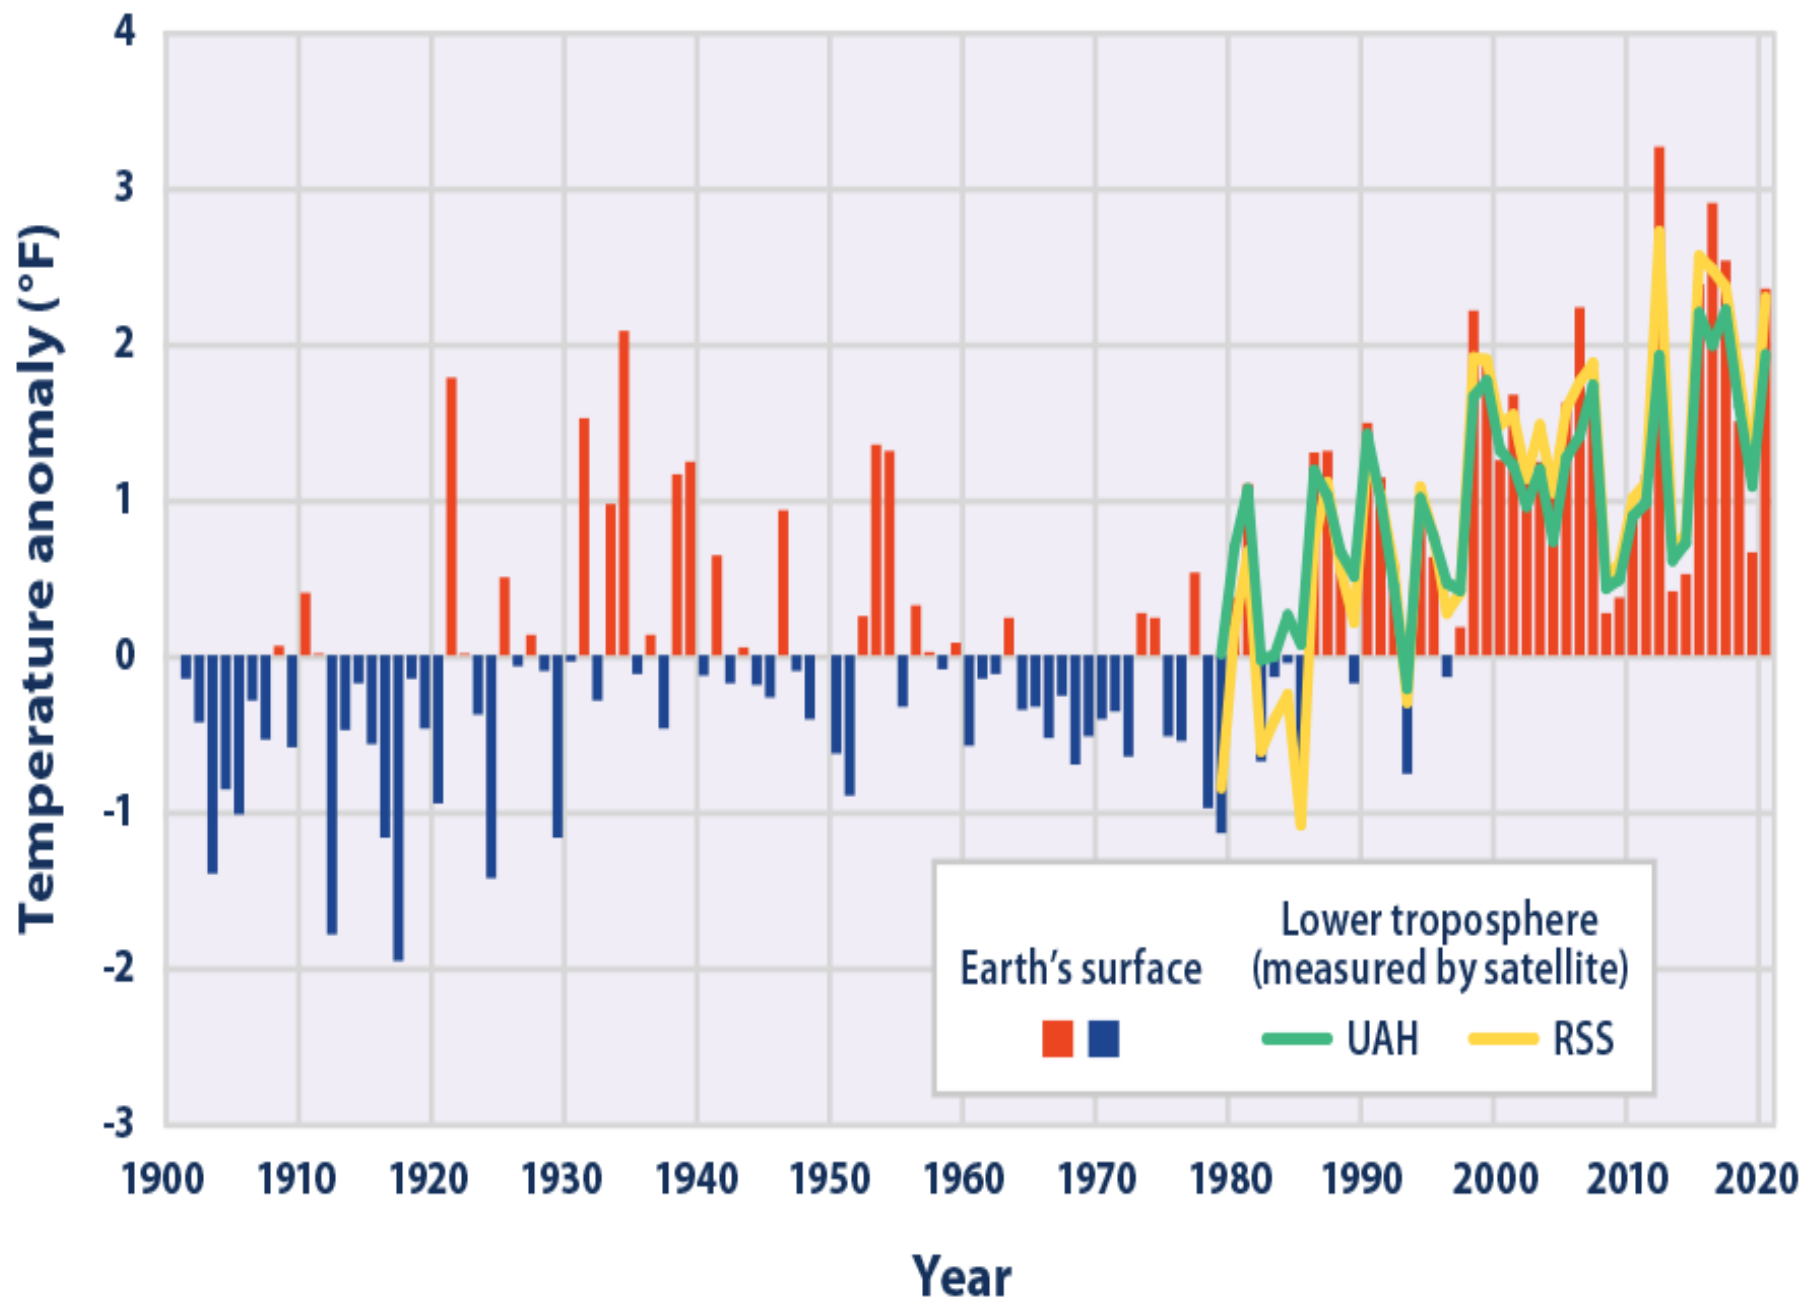 Temperature anomaly (°F)
4
3
2
1
0
-1
-2
-3
1900 1910 1920 1930 1940 1950 1960 1970 1980 1990 2000 2010 2020
Year
Earth's surface
Lower troposphere
(measured by satellite)
UAH RSS